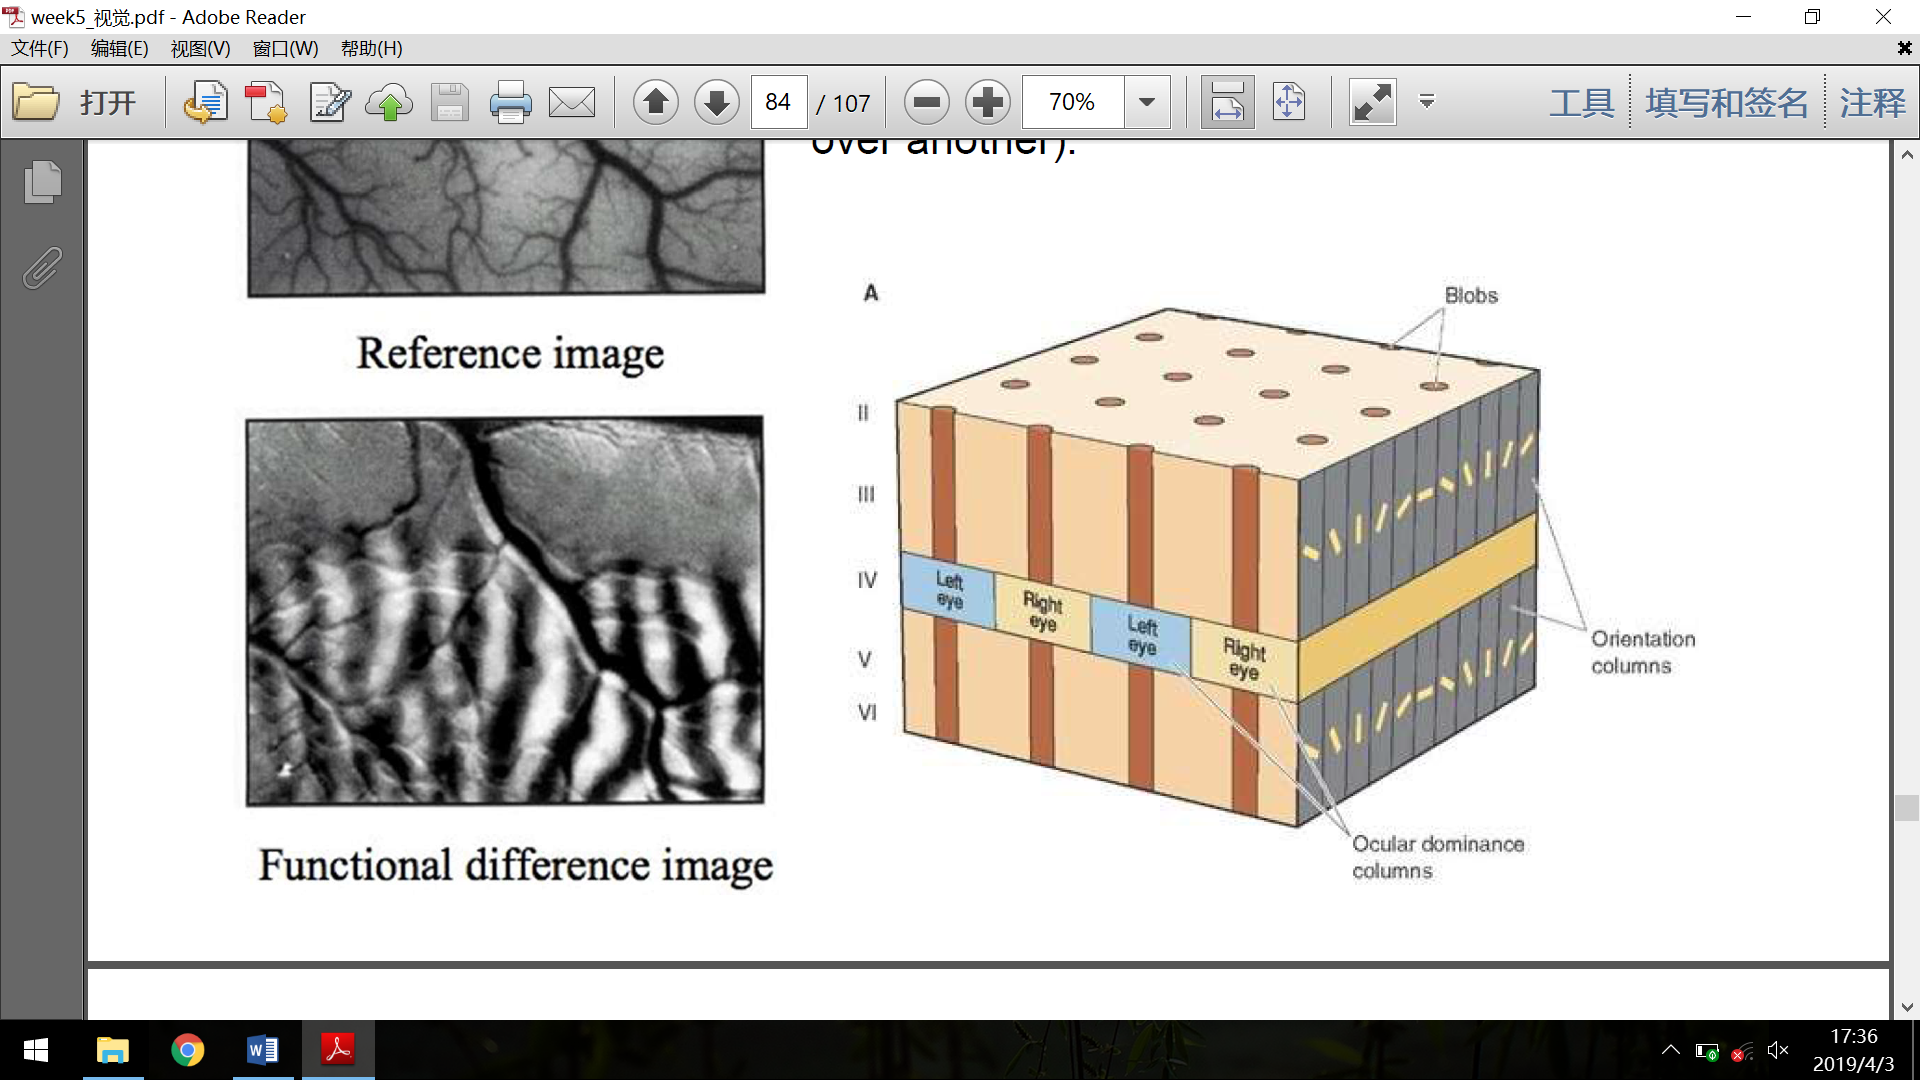 week5_视觉.pdf - Adobe Reader
文件(F) 编辑(E) 视图(V) 窗口(W) 帮助(H)
打开 84 / 107 70% 工具 填写和签名 注释
over another).
Reference image
Functional difference image
A
Blobs
II
III
IV
V
VI
Left
eye
Right
eye
Left
eye
Right
eye
Orientation
columns
Ocular dominance
columns
17:36
2019/4/3